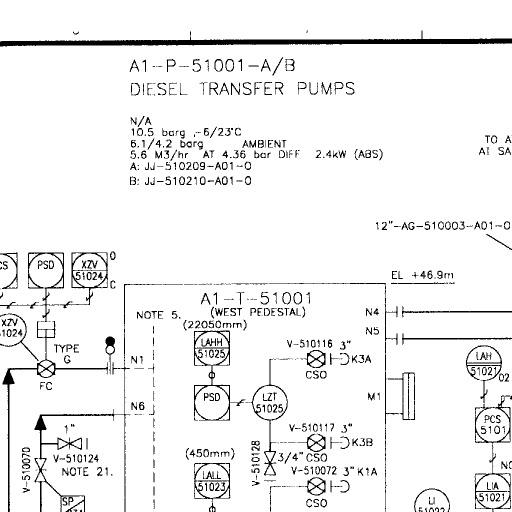 A1-P-51001-A/B
DIESEL TRANSFER PUMPS
N/A
10.5 barg -6/23°C
6.1/4.2 barg AMBIENT
5.6 M3/hr AT 4.36 bar DIFF 2.4kW (ABS)
A: JJ-510209-A01-0
B: JJ-510210-A01-0
TO
AT SA
12"-AG-510003-A01-0
EL +46.9m
CS
PSD
XZV
51024
O
C
A1-T-51001
(WEST PEDESTAL)
NOTE 5.
(22050mm)
N4
N5
XZV
1024
TYPE
G
FC
LAHH
51025
V-510116 3"
K3A
CSO
LAH
51021
02
N1
PSD
LZT
51025
M1
N6
PCS
5101
1"
V-510124
NOTE 21.
V-510070
(450mm)
V-510117 3"
K3B
V-510128
3/4" CSO
V-510072 3" K1A
CSO
LALL
51023
LIA
51021
SP
LI
51022